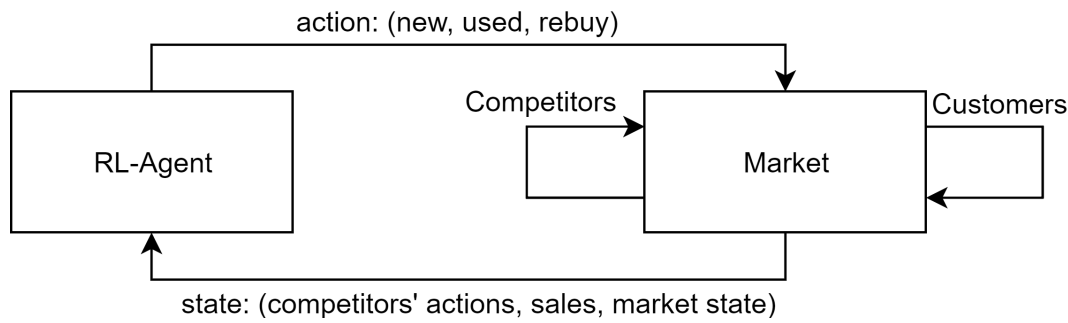 action: (new, used, rebuy)
Competitors
Customers
RL-Agent
Market
state: (competitors' actions, sales, market state)